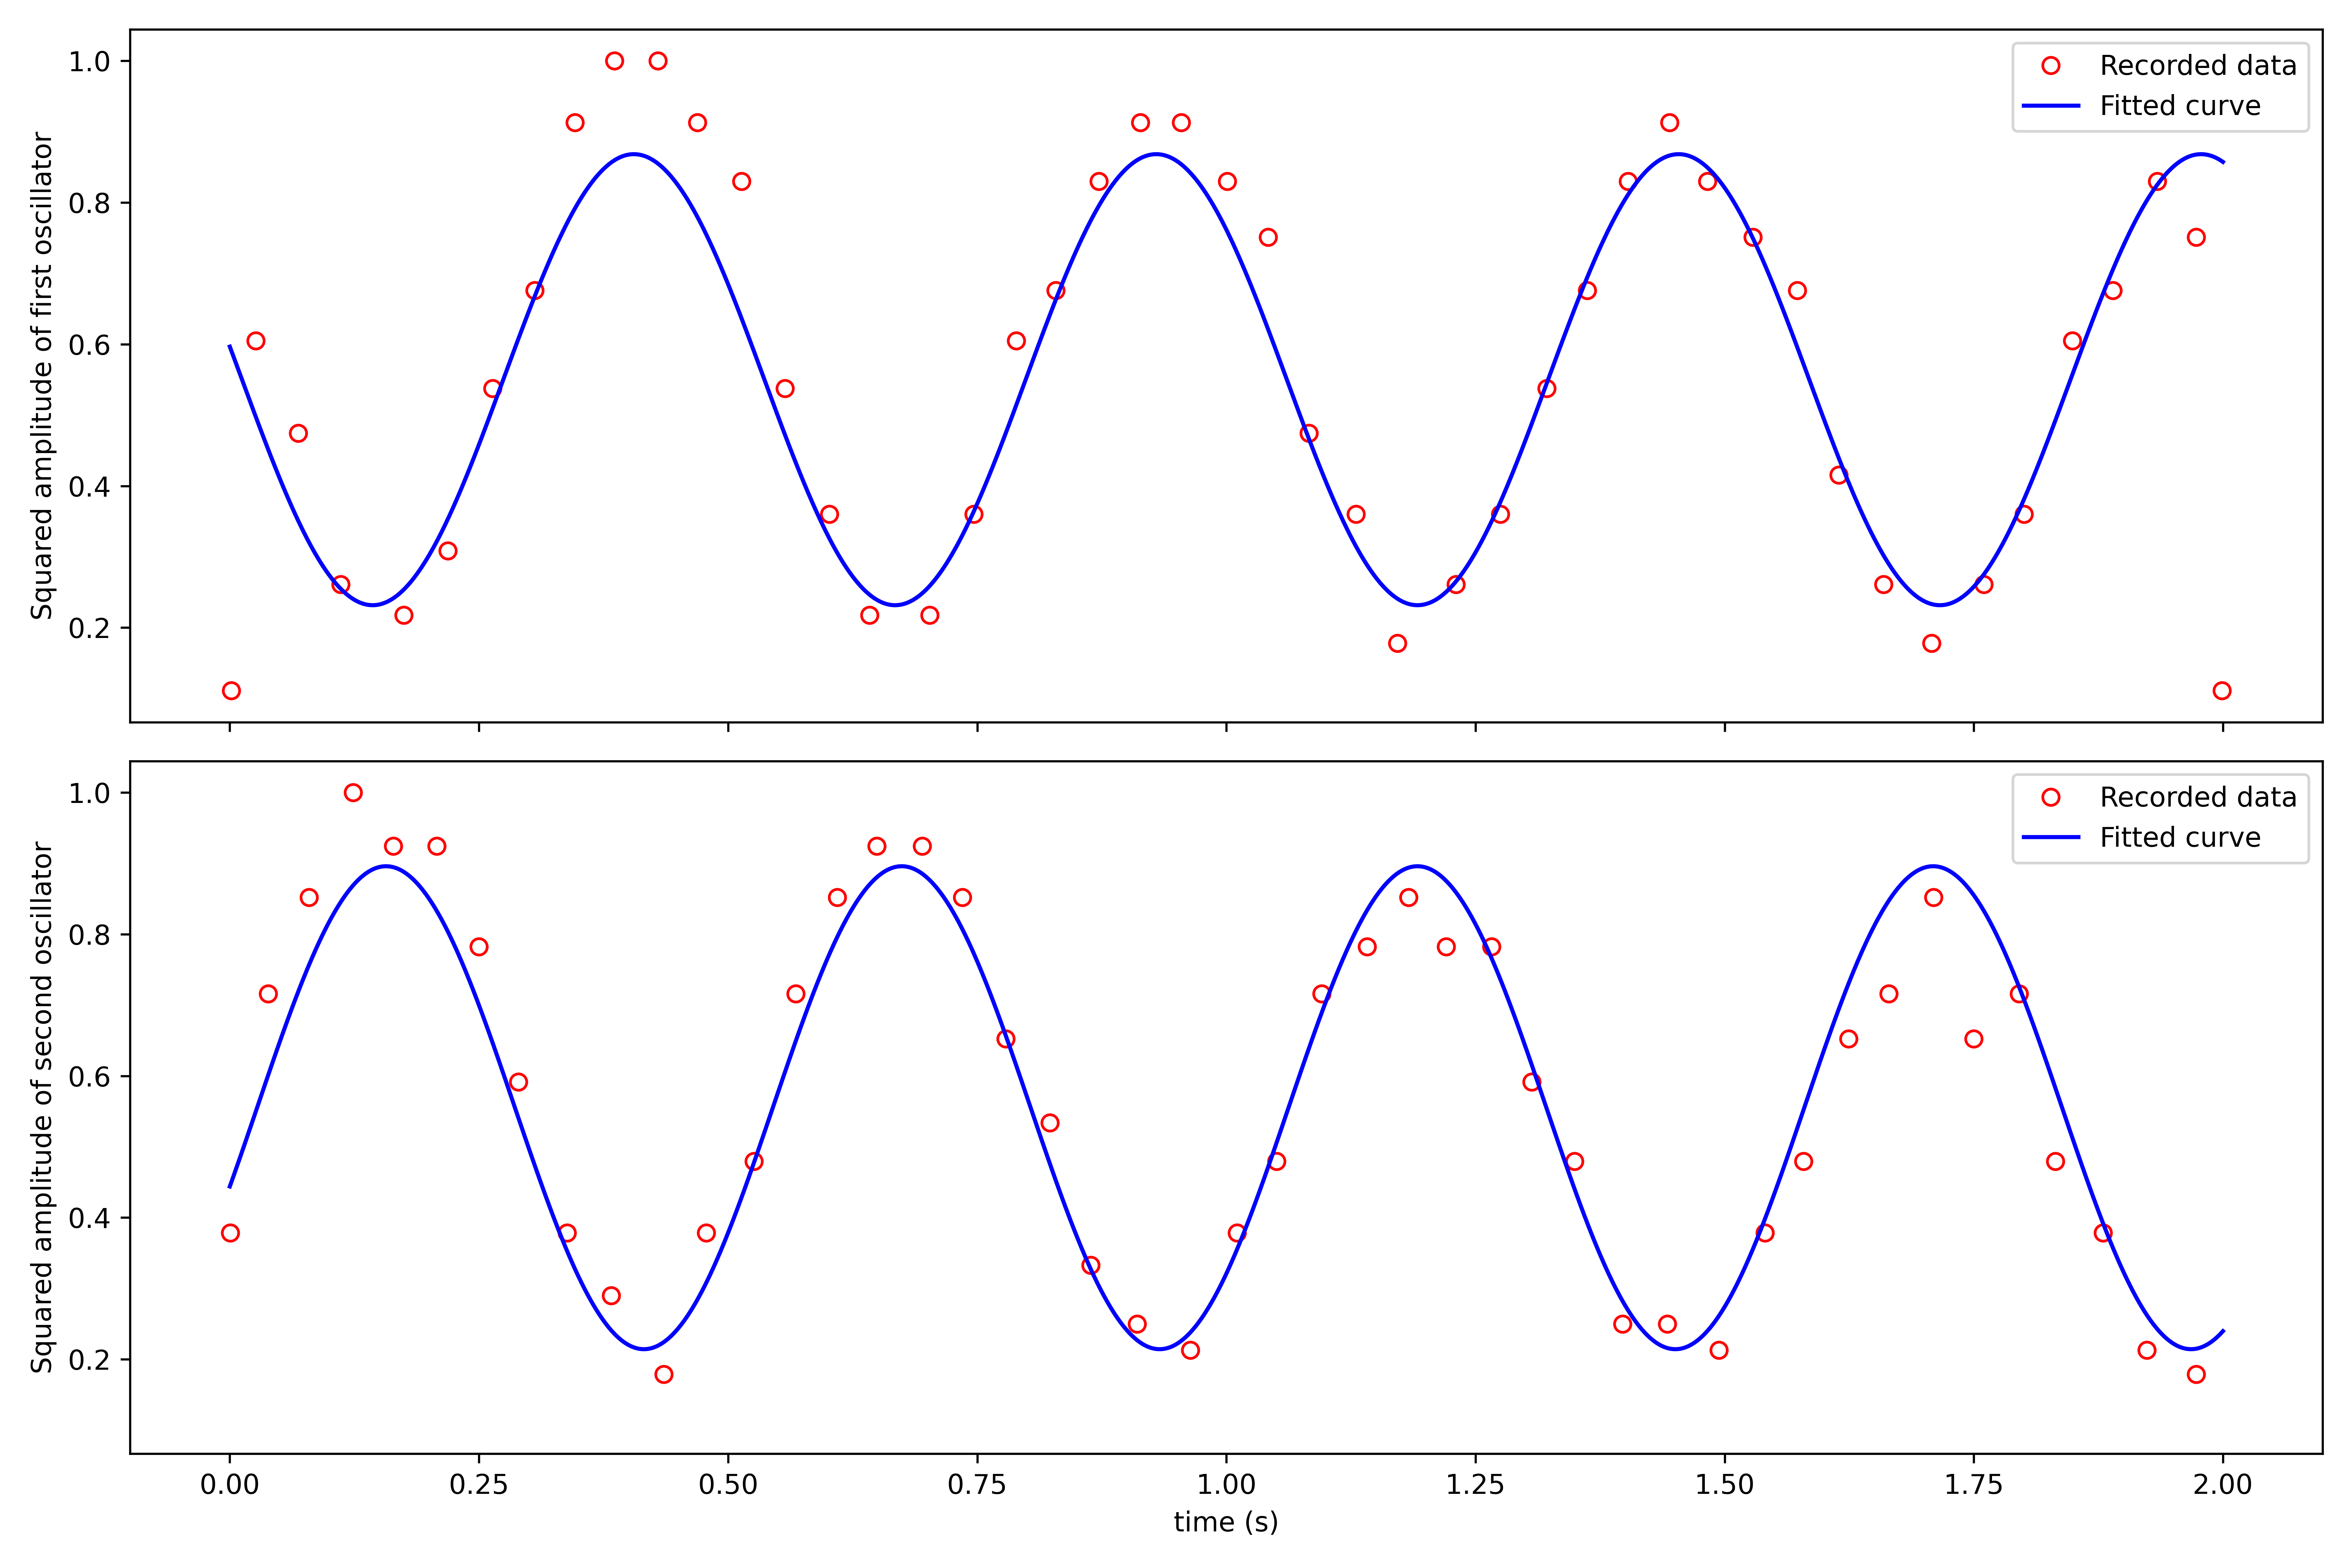 Squared amplitude of first oscillator
1.0
0.8
0.6
0.4
0.2
Recorded data
Fitted curve
Squared amplitude of second oscillator
1.0
0.8
0.6
0.4
0.2
Recorded data
Fitted curve
0.00 0.25 0.50 0.75 1.00 1.25 1.50 1.75 2.00
time (s)